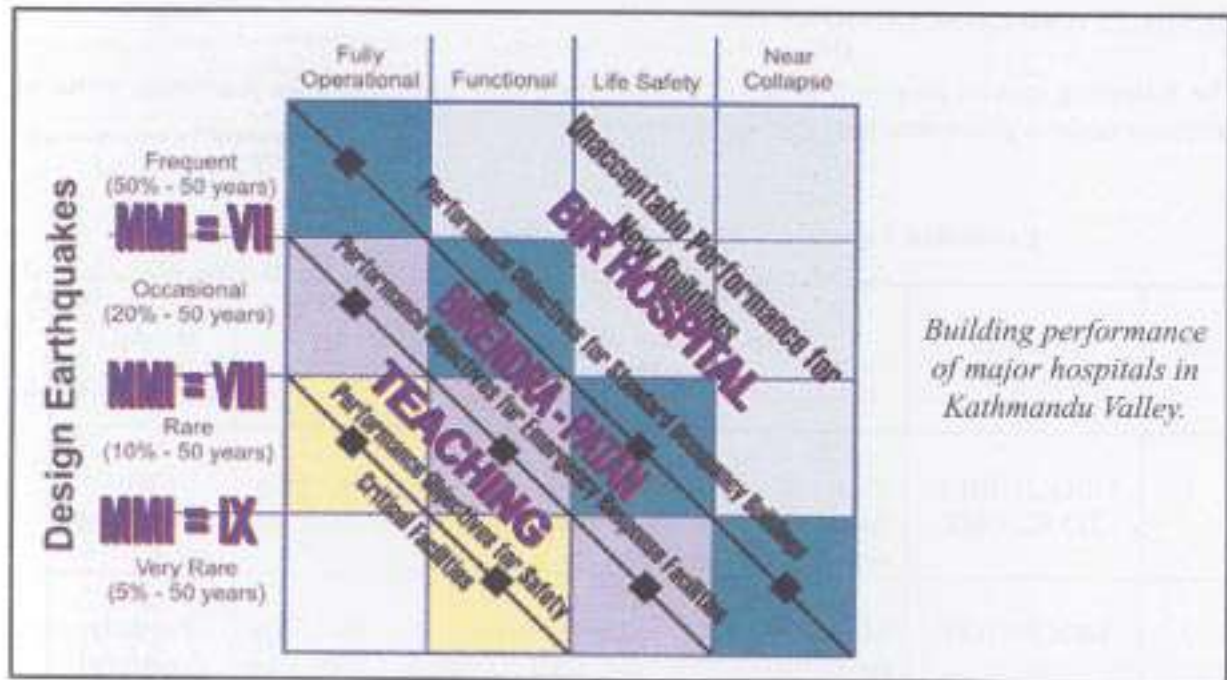 Fully
Operational
Functional
Life Safety
Near
Collapse
Design Earthquakes
Frequent
(50% - 50 years)
MMI = VII
Occasional
(20% - 50 years)
MMI = VIII
Rare
(10% - 50 years)
MMI = IX
Very Rare
(5% - 50 years)
Unacceptable Performance for
New Buildings
BIR HOSPITAL
Performance Objectives for Standard Occupancy Buildings
BIRENDRA - PATAN
Performance Objectives for Emergency Response Facilities
TEACHING
Performance Objectives for Safety
Critical Facilities
Building performance
of major hospitals in
Kathmandu Valley.